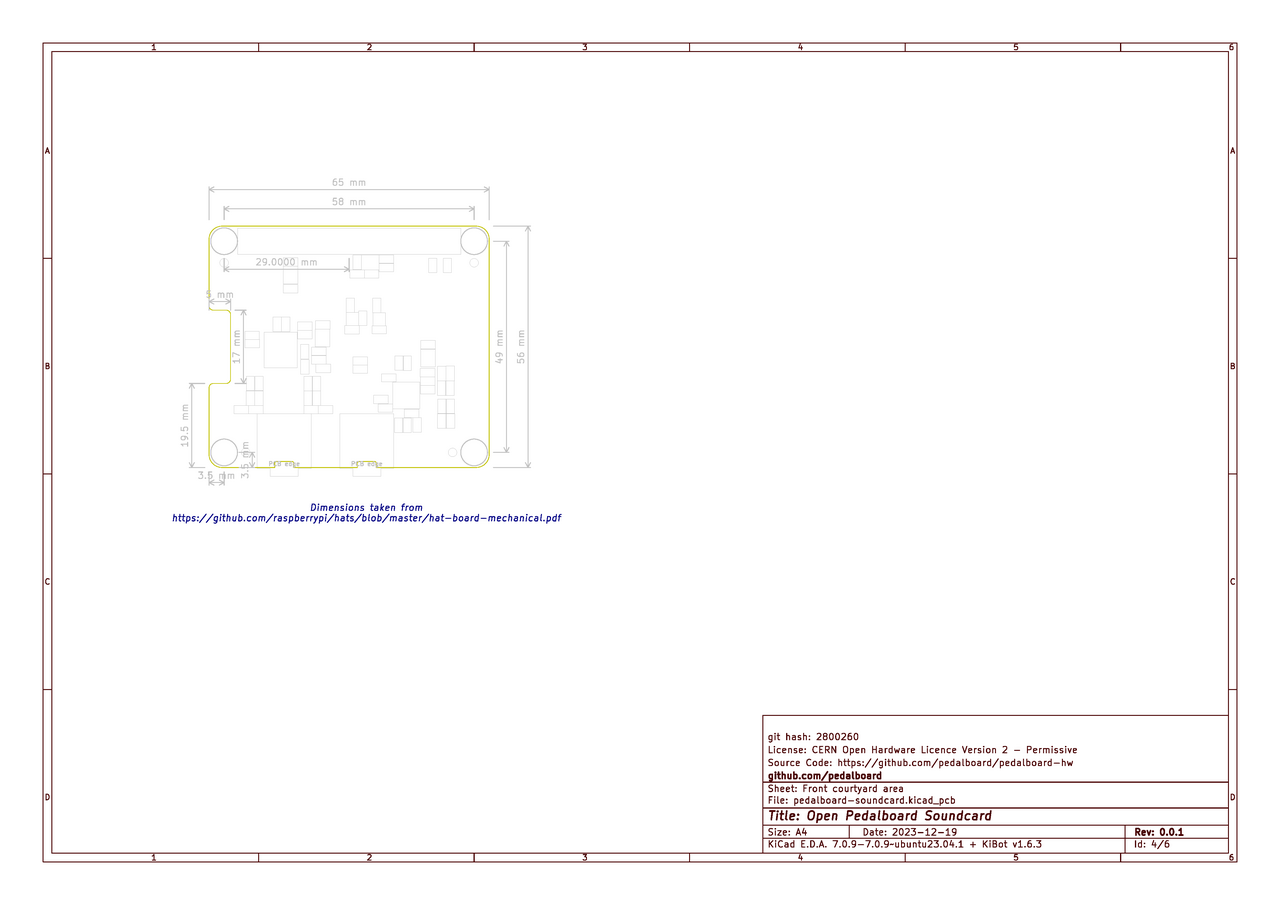 1 2 3 4 5 6
A A
65 mm
58 mm
29.0000 mm
5 mm
17 mm
49 mm
56 mm
B B
19.5 mm
3.5 mm
PCB edge PCB edge
3.5 mm
Dimensions taken from
https://github.com/raspberrypi/hats/blob/master/hat-board-mechanical.pdf
C C
git hash: 2800260
License: CERN Open Hardware Licence Version 2 - Permissive
Source Code: https://github.com/pedalboard/pedalboard-hw
github.com/pedalboard
Sheet: Front courtyard area
D D
File: pedalboard-soundcard.kicad_pcb
Title: Open Pedalboard Soundcard
Size: A4 Date: 2023-12-19 Rev: 0.0.1
KiCad E.D.A. 7.0.9-7.0.9~ubuntu23.04.1 + KiBot v1.6.3 Id: 4/6
1 2 3 4 5 6